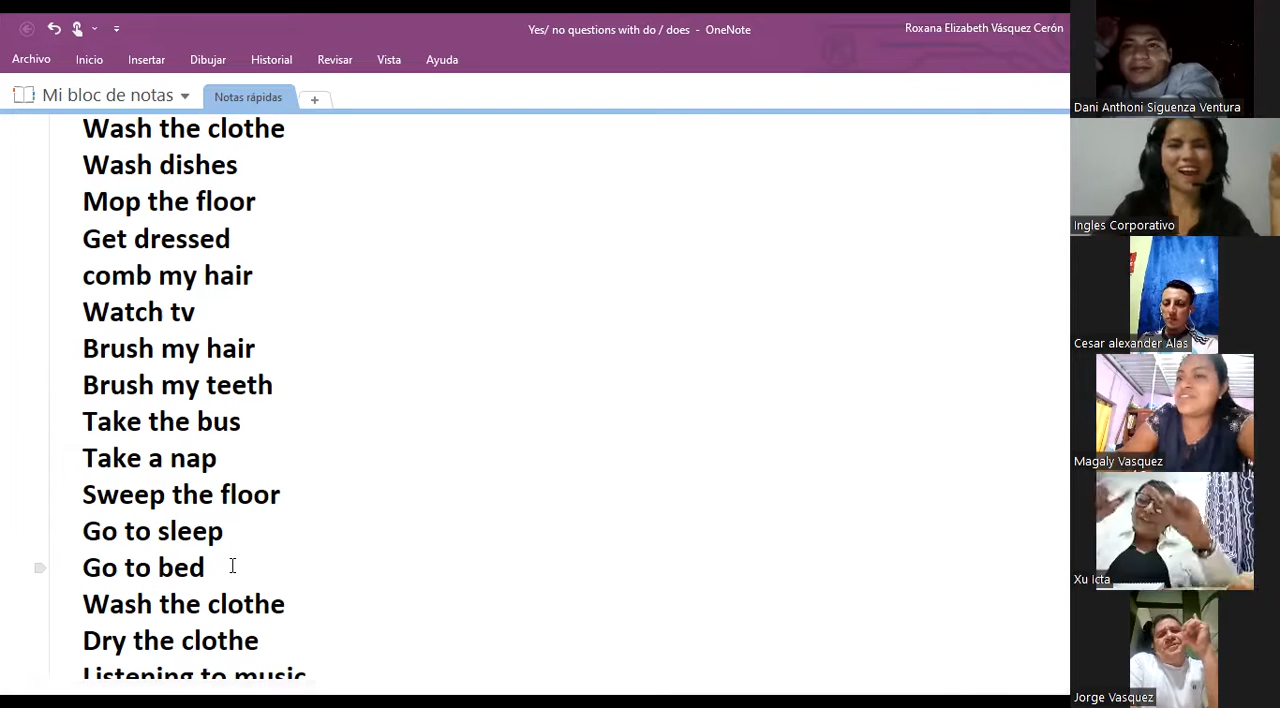 Yes/ no questions with do / does - OneNote
Roxana Elizabeth Vásquez Cerón
Archivo Inicio Insertar Dibujar Historial Revisar Vista Ayuda
Mi bloc de notas
Notas rápidas
Wash the clothe
Wash dishes
Mop the floor
Get dressed
comb my hair
Watch tv
Brush my hair
Brush my teeth
Take the bus
Take a nap
Sweep the floor
Go to sleep
Go to bed
Wash the clothe
Dry the clothe
Listening to music
Dani Anthoni Siguenza Ventura
Ingles Corporativo
Cesar alexander Alas
Magaly Vasquez
Xu Icta
Jorge Vasquez